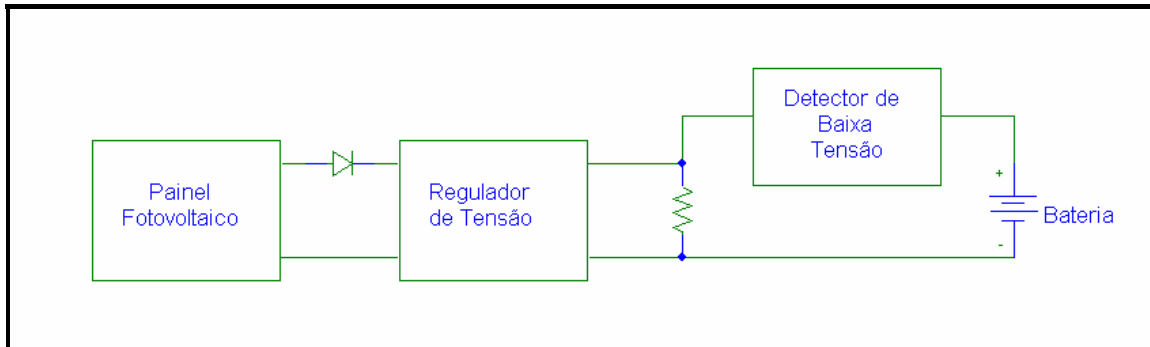 Painel
Fotovoltaico
Regulador
de Tensão
Detector de
Baixa
Tensão
+
-
Bateria